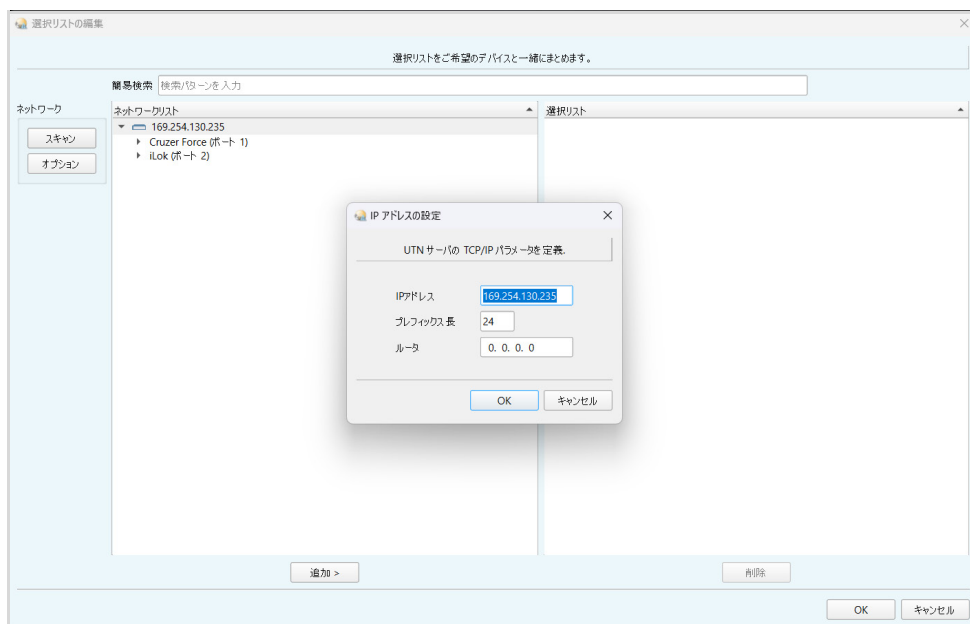 選択リストの編集
選択リストをご希望のデバイスと一緒にまとめます。
簡易検索 検索パターンを入力
ネットワーク
スキャン
オプション
ネットワークリスト
169.254.130.235
Cruzer Force (ポート 1)
iLok (ポート 2)
選択リスト
IP アドレスの設定
UTN サーバの TCP/IP パラメータを定義.
IPアドレス 169.254.130.235
プレフィックス長 24
ルータ 0. 0. 0. 0
OK キャンセル
追加 >
削除
OK キャンセル